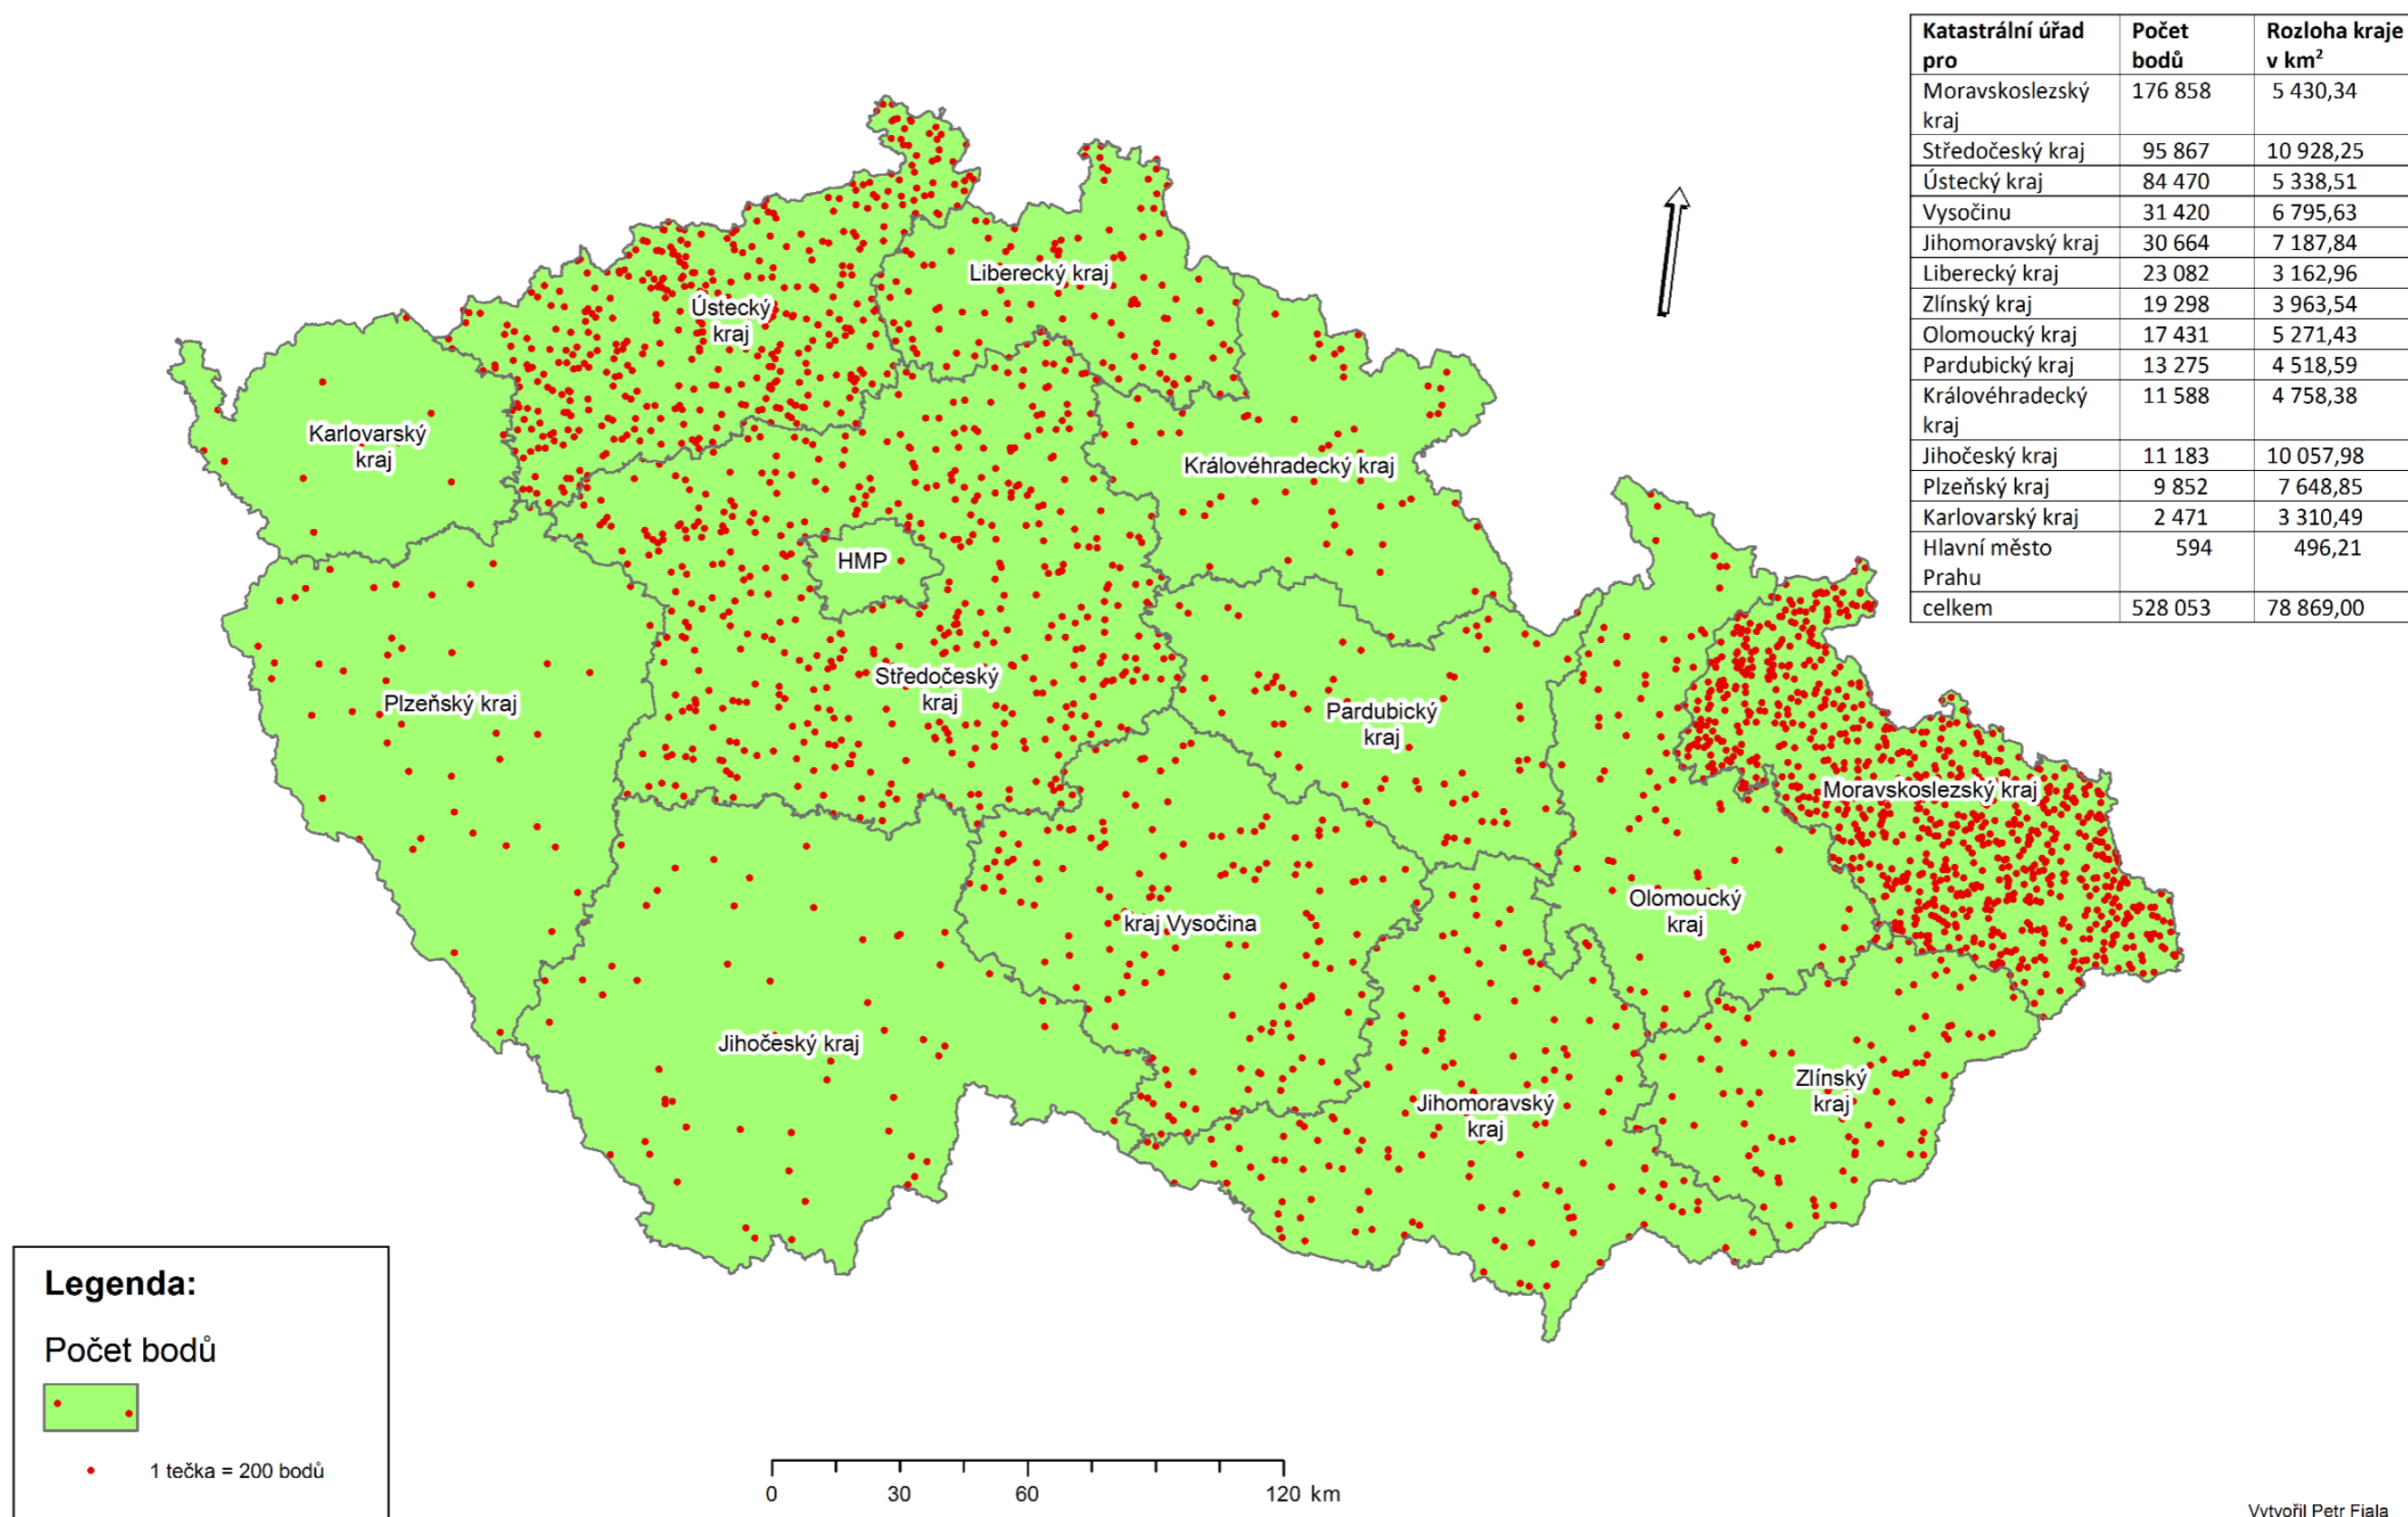 Katastrální úřad pro Počet bodů Rozloha kraje v km²
Moravskoslezský kraj 176 858 5 430,34
Středočeský kraj 95 867 10 928,25
Ústecký kraj 84 470 5 338,51
Vysočinu 31 420 6 795,63
Jihomoravský kraj 30 664 7 187,84
Liberecký kraj 23 082 3 162,96
Zlínský kraj 19 298 3 963,54
Olomoucký kraj 17 431 5 271,43
Pardubický kraj 13 275 4 518,59
Královéhradecký kraj 11 588 4 758,38
Jihočeský kraj 11 183 10 057,98
Plzeňský kraj 9 852 7 648,85
Karlovarský kraj 2 471 3 310,49
Hlavní město Prahu 594 496,21
celkem 528 053 78 869,00
Liberecký kraj
Ústecký
kraj
Karlovarský
kraj
Královéhradecký kraj
HMP
Středočeský
kraj
Plzeňský kraj
Pardubický
kraj
Moravskoslezský kraj
Olomoucký
kraj
kraj Vysočina
Jihočeský kraj
Zlínský
kraj
Jihomoravský
kraj
Legenda:
Počet bodů
1 tečka = 200 bodů
0 30 60 120 km
Vytvořil Petr Fiala